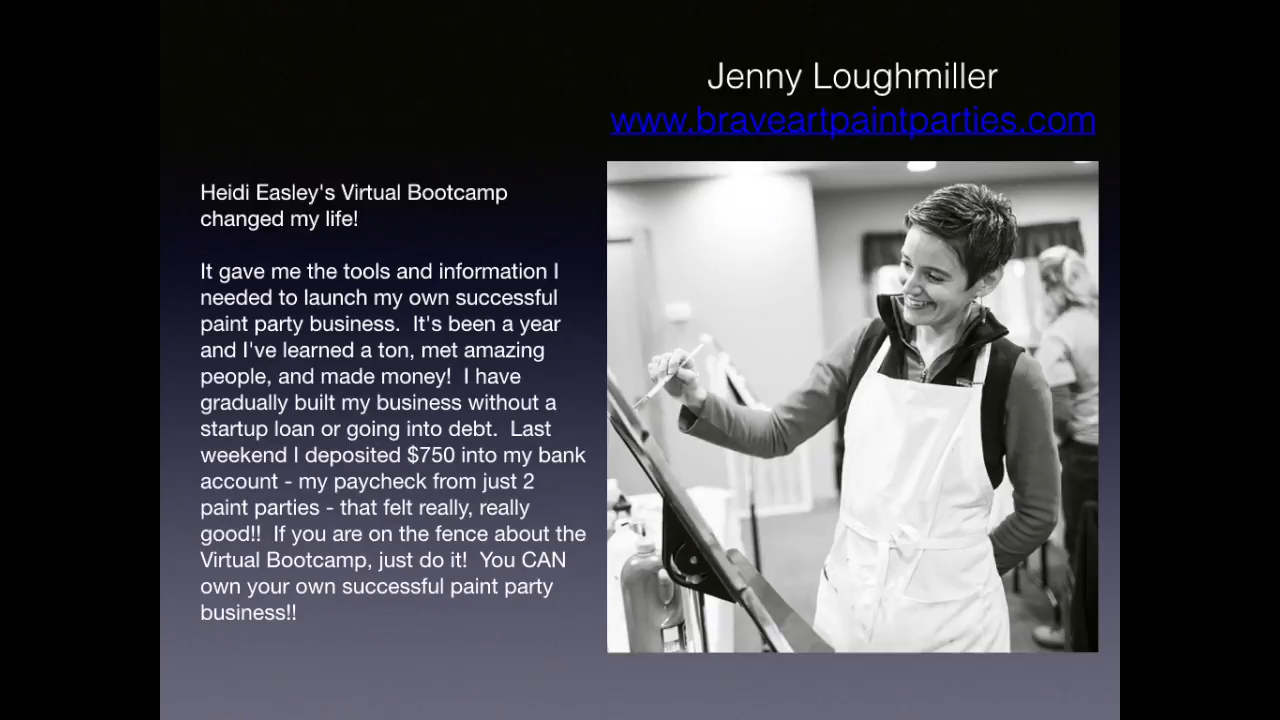 Jenny Loughmiller
www.braveartpaintparties.com
Heidi Easley's Virtual Bootcamp
changed my life!
It gave me the tools and information I
needed to launch my own successful
paint party business.  It's been a year
and I've learned a ton, met amazing
people, and made money!  I have
gradually built my business without a
startup loan or going into debt.  Last
weekend I deposited $750 into my bank
account - my paycheck from just 2
paint parties - that felt really, really
good!!  If you are on the fence about the
Virtual Bootcamp, just do it!  You CAN
own your own successful paint party
business!!